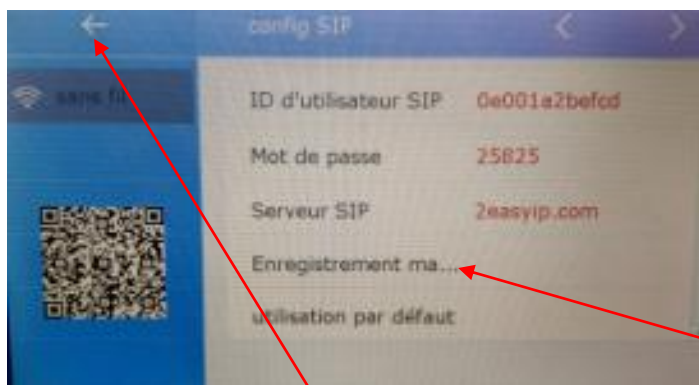 config SIP
sans fil
ID d'utilisateur SIP 0e001a2befcd
Mot de passe 25825
Serveur SIP 2easyip.com
Enregistrement ma...
utilisation par défaut